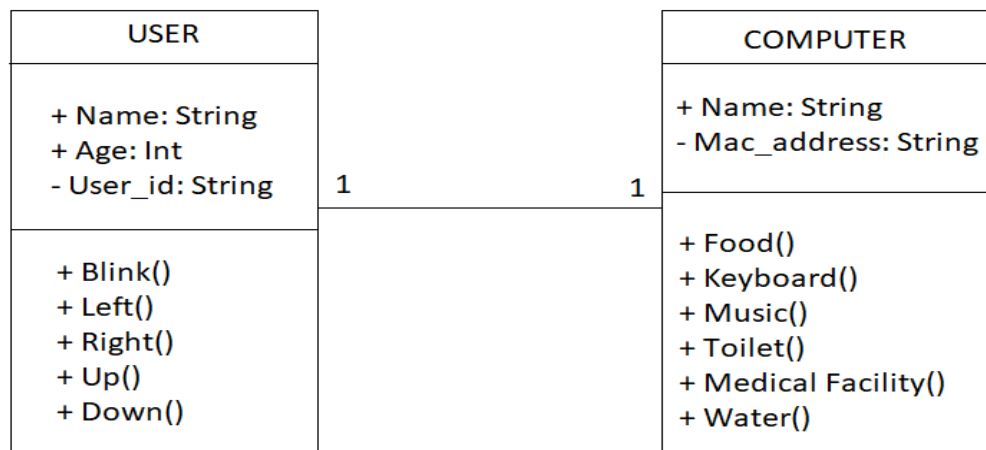 USER
+ Name: String
+ Age: Int
- User_id: String
+ Blink()
+ Left()
+ Right()
+ Up()
+ Down()
1
1
COMPUTER
+ Name: String
- Mac_address: String
+ Food()
+ Keyboard()
+ Music()
+ Toilet()
+ Medical Facility()
+ Water()